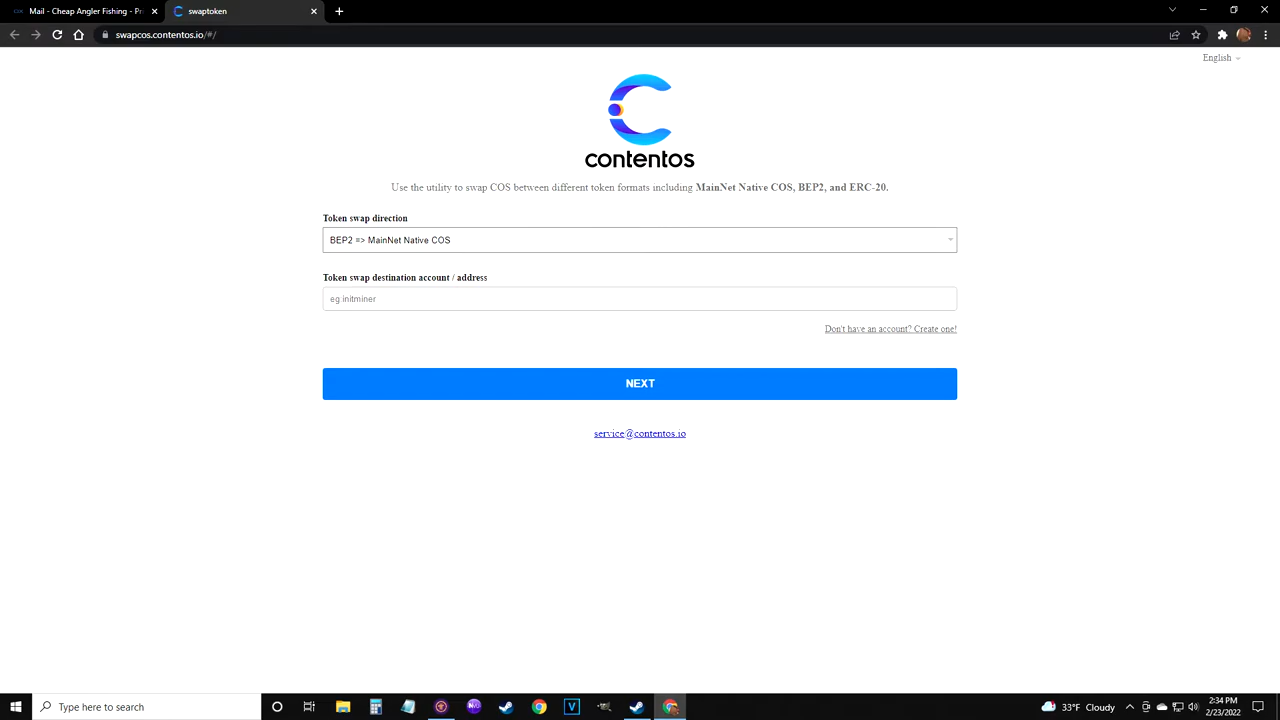 Mail - Cheap Angler Fishing - Pri
swaptoken
swapcos.contentos.io/#/
English
contentos
Use the utility to swap COS between different token formats including MainNet Native COS, BEP2, and ERC-20.
Token swap direction
BEP2 => MainNet Native COS
Token swap destination account / address
eg:initminer
Don't have an account? Create one!
NEXT
service@contentos.io
Type here to search
33°F Cloudy
2:34 PM
2/23/2022